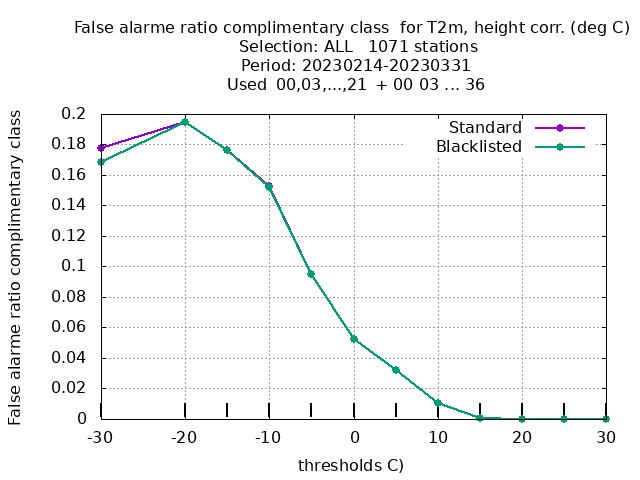 False alarme ratio complimentary class  for T2m, height corr. (deg C)
Selection: ALL   1071 stations
Period: 20230214-20230331
Used  00,03,...,21  + 00 03 ... 36
False alarme ratio complimentary class
Standard
Blacklisted
0.2
0.18
0.16
0.14
0.12
0.1
0.08
0.06
0.04
0.02
0
-30 -20 -10 0 10 20 30
thresholds C)